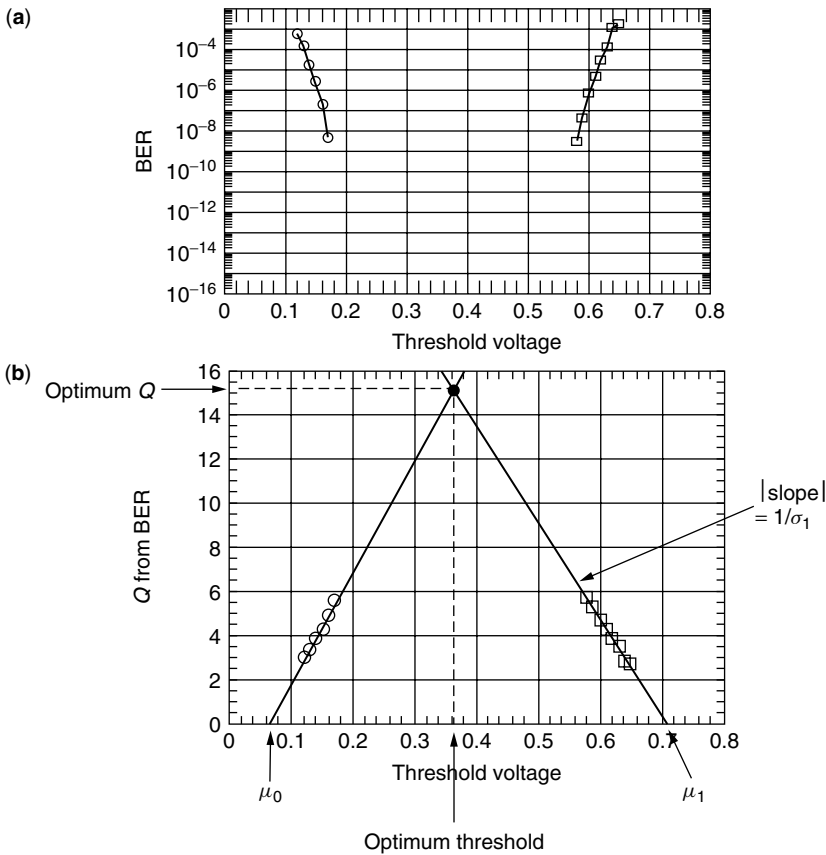 (a)
BER
10⁻⁴
10⁻⁶
10⁻⁸
10⁻¹⁰
10⁻¹²
10⁻¹⁴
10⁻¹⁶
0 0.1 0.2 0.3 0.4 0.5 0.6 0.7 0.8
Threshold voltage
(b)
Optimum Q
Q from BER
16
14
12
10
8
6
4
2
0
|slope|
= 1/σ₁
0 0.1 0.2 0.3 0.4 0.5 0.6 0.7 0.8
Threshold voltage
μ₀
μ₁
Optimum threshold